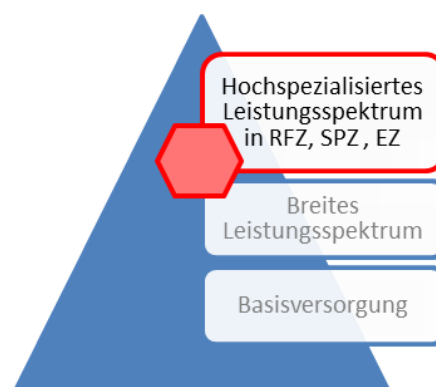 Hochspezialisiertes
Leistungsspektrum
in RFZ, SPZ , EZ
Breites
Leistungsspektrum
Basisversorgung